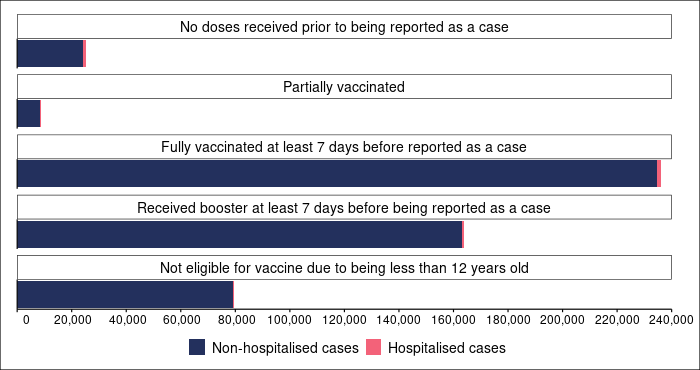 No doses received prior to being reported as a case
Partially vaccinated
Fully vaccinated at least 7 days before reported as a case
Received booster at least 7 days before being reported as a case
Not eligible for vaccine due to being less than 12 years old
0 20,000 40,000 60,000 80,000 100,000 120,000 140,000 160,000 180,000 200,000 220,000 240,000
Non-hospitalised cases Hospitalised cases